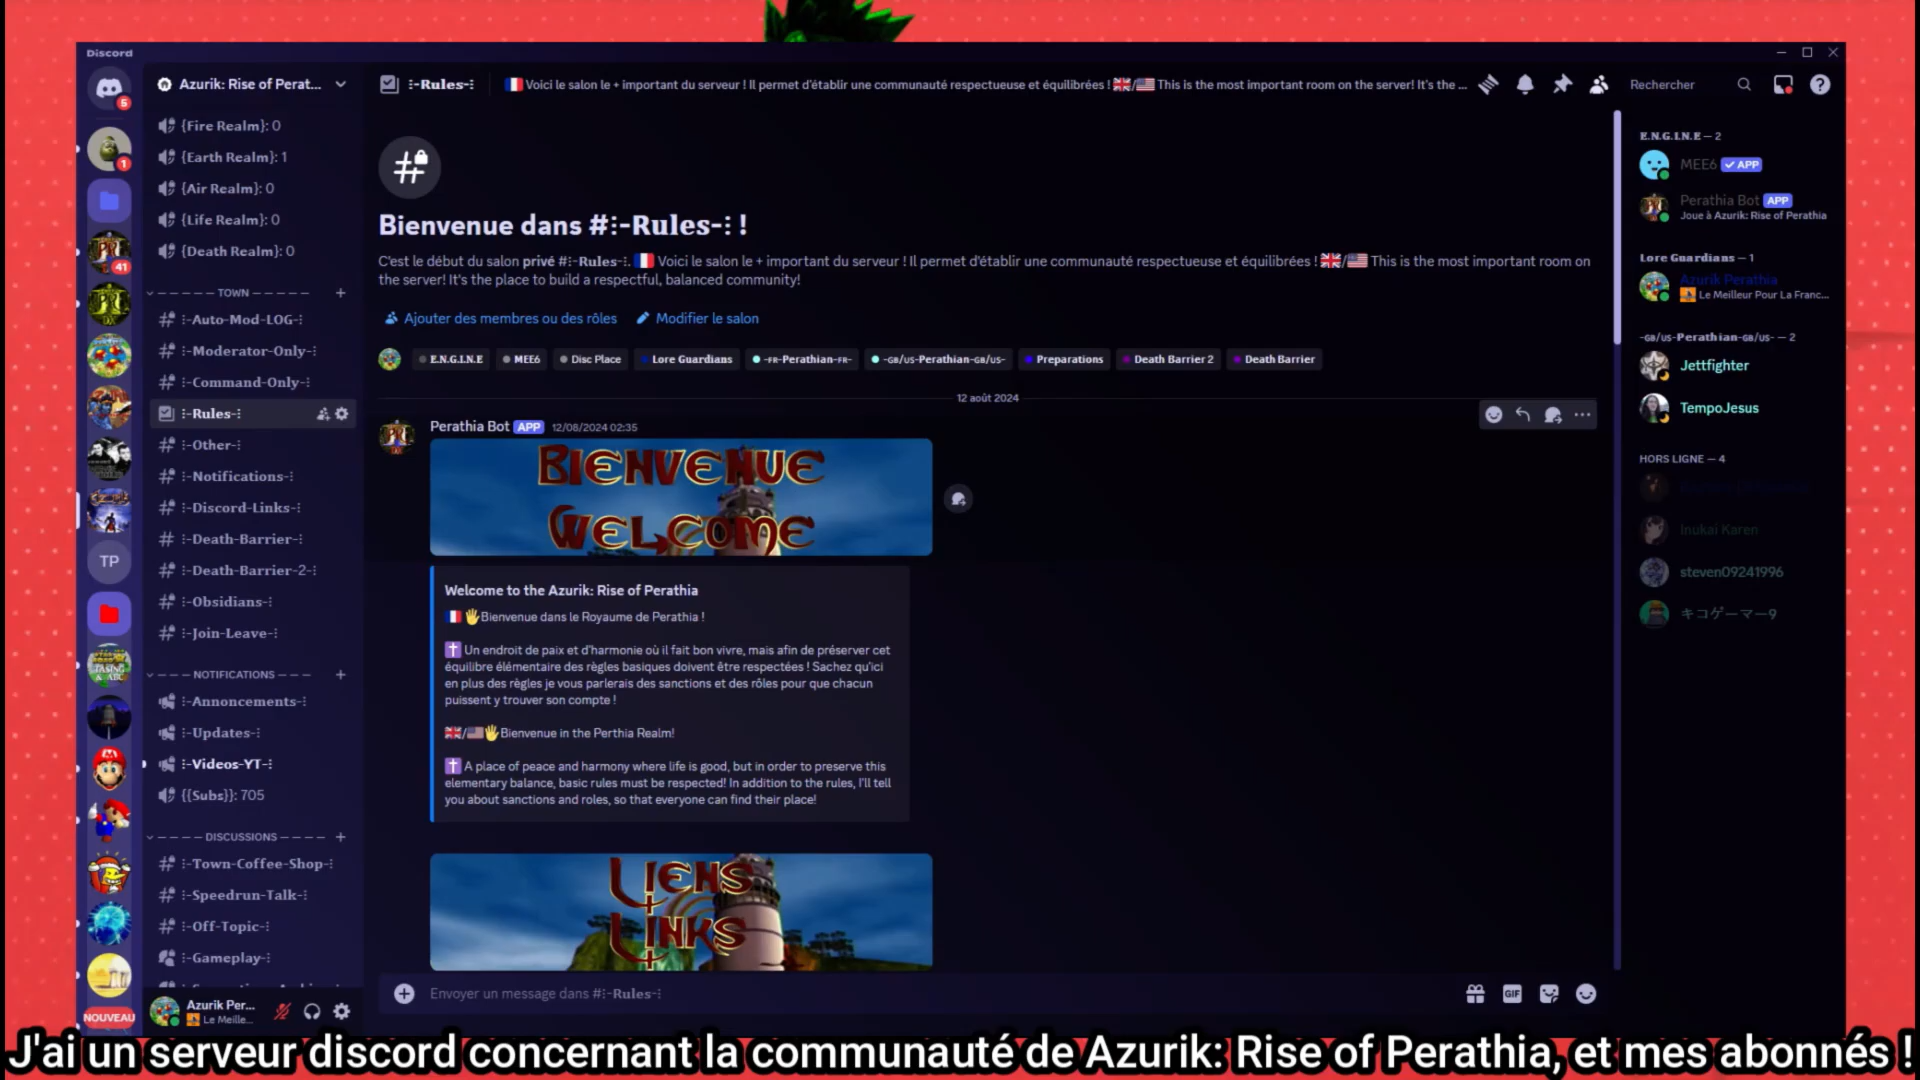 Discord
5
1
41
TP
TASING
& ABC
NOUVEAU
Azurik: Rise of Perat...
{Fire Realm}: 0
{Earth Realm}: 1
{Air Realm}: 0
{Life Realm}: 0
{Death Realm}: 0
TOWN
⁝-Auto-Mod-LOG-⁝
⁝-Moderator-Only-⁝
⁝-Command-Only-⁝
⁝-Rules-⁝
⁝-Other-⁝
⁝-Notifications-⁝
⁝-Discord-Links-⁝
⁝-Death-Barrier-⁝
⁝-Death-Barrier-2-⁝
⁝-Obsidians-⁝
⁝-Join-Leave-⁝
NOTIFICATIONS
⁝-Annoncements-⁝
⁝-Updates-⁝
⁝-Videos-YT-⁝
{{Subs}}: 705
DISCUSSIONS
⁝-Town-Coffee-Shop-⁝
⁝-Speedrun-Talk-⁝
⁝-Off-Topic-⁝
⁝-Gameplay-⁝
Azurik Per...
Le Meille...
⁝-Rules-⁝
🇫🇷 Voici le salon le + important du serveur ! Il permet d'établir une communauté respectueuse et équilibrées ! 🇬🇧/🇺🇸 This is the most important room on the server! It's the ...
Rechercher
Bienvenue dans #⁝-Rules-⁝ !
C'est le début du salon privé #⁝-Rules-⁝. 🇫🇷 Voici le salon le + important du serveur ! Il permet d'établir une communauté respectueuse et équilibrées ! 🇬🇧/🇺🇸 This is the most important room on
the server! It's the place to build a respectful, balanced community!
Ajouter des membres ou des rôles Modifier le salon
E.N.G.I.N.E MEE6 Disc Place Lore Guardians -FR-Perathian-FR- -GB/US-Perathian-GB/US- Preparations Death Barrier 2 Death Barrier
12 août 2024
Perathia Bot APP 12/08/2024 02:35
BIENVENUE
WELCOME
Welcome to the Azurik: Rise of Perathia
🇫🇷 🖐Bienvenue dans le Royaume de Perathia !
✝ Un endroit de paix et d'harmonie où il fait bon vivre, mais afin de préserver cet
équilibre élémentaire des règles basiques doivent être respectées ! Sachez qu'ici
en plus des règles je vous parlerais des sanctions et des rôles pour que chacun
puissent y trouver son compte !
🇬🇧/🇺🇸🖐Bienvenue in the Perthia Realm!
✝ A place of peace and harmony where life is good, but in order to preserve this
elementary balance, basic rules must be respected! In addition to the rules, I'll tell
you about sanctions and roles, so that everyone can find their place!
LIENS
LINKS
Envoyer un message dans #⁝-Rules-⁝
GIF
E.N.G.I.N.E — 2
MEE6 ✓ APP
Perathia Bot APP
Joue à Azurik: Rise of Perathia
Lore Guardians — 1
Azurik Perathia
Le Meilleur Pour La Franc...
-GB/US-Perathian-GB/US- — 2
Jettfighter
TempoJesus
HORS LIGNE — 4
Inukai Karen
steven09241996
キコゲーマー9
J'ai un serveur discord concernant la communauté de Azurik: Rise of Perathia, et mes abonnés !